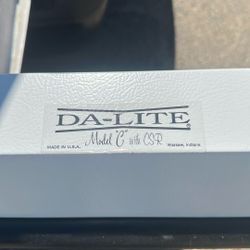 DA-LITE
Model "C" with CSR
MADE IN U.S.A.
Warsaw, Indiana